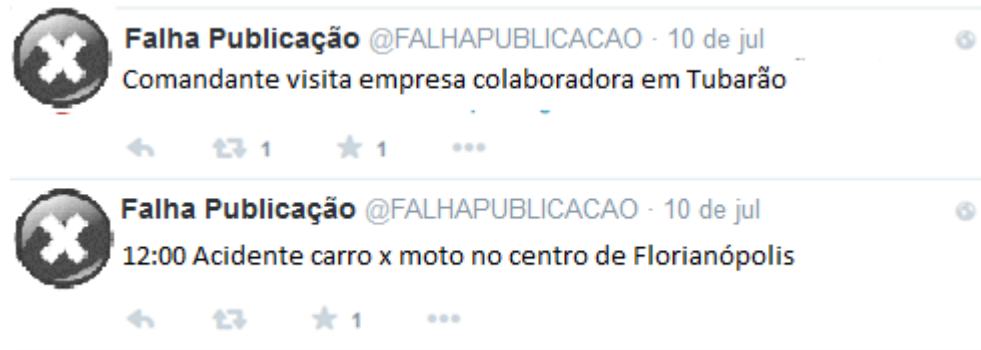 Falha Publicação @FALHAPUBLICACAO · 10 de jul
Comandante visita empresa colaboradora em Tubarão
1 1
Falha Publicação @FALHAPUBLICACAO · 10 de jul
12:00 Acidente carro x moto no centro de Florianópolis
1